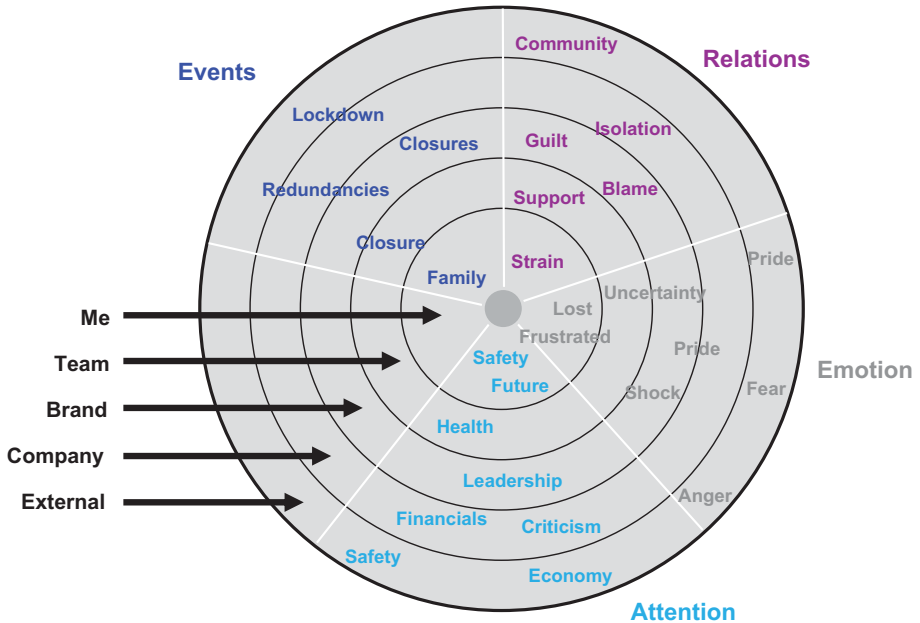 Community
Relations
Events
Lockdown
Isolation
Closures
Guilt
Redundancies
Support
Blame
Closure
Strain
Pride
Family
Uncertainty
Lost
Me
Frustrated
Pride
Team
Safety
Emotion
Future
Shock
Fear
Brand
Health
Company
Leadership
External
Anger
Financials
Criticism
Safety
Economy
Attention